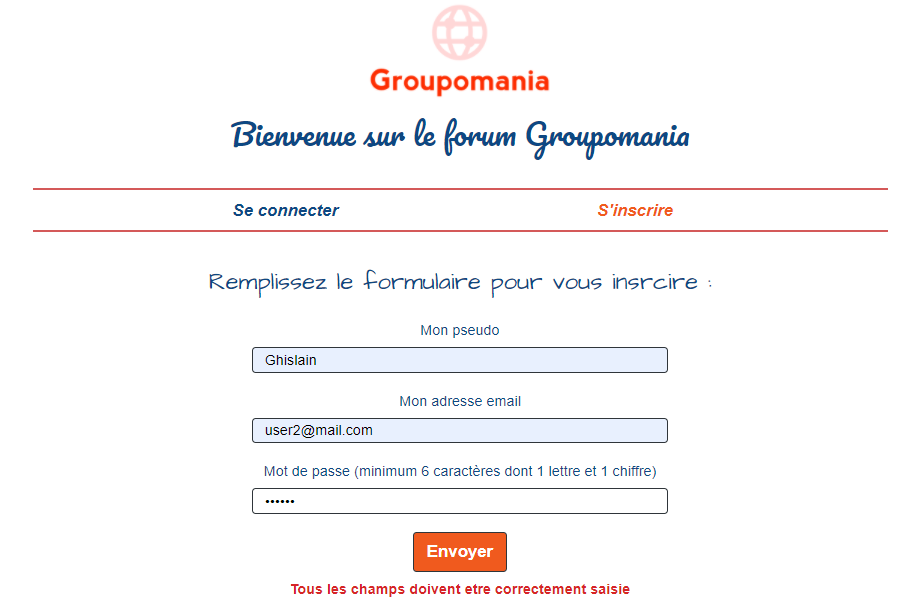 Groupomania
Bienvenue sur le forum Groupomania
Se connecter
S'inscrire
Remplissez le formulaire pour vous insrcire :
Mon pseudo
Ghislain
Mon adresse email
user2@mail.com
Mot de passe (minimum 6 caractères dont 1 lettre et 1 chiffre)
••••••
Envoyer
Tous les champs doivent etre correctement saisie